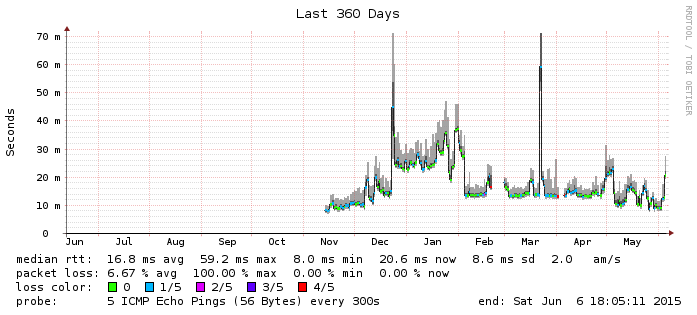 Last 360 Days
RRDTOOL / TOBI OETIKER
Seconds
70 m
60 m
50 m
40 m
30 m
20 m
10 m
0
Jun Jul Aug Sep Oct Nov Dec Jan Feb Mar Apr May
median rtt: 16.8 ms avg 59.2 ms max 8.0 ms min 20.6 ms now 8.6 ms sd 2.0 am/s
packet loss: 6.67 % avg 100.00 % max 0.00 % min 0.00 % now
loss color: 0 1/5 2/5 3/5 4/5
probe: 5 ICMP Echo Pings (56 Bytes) every 300s end: Sat Jun 6 18:05:11 2015